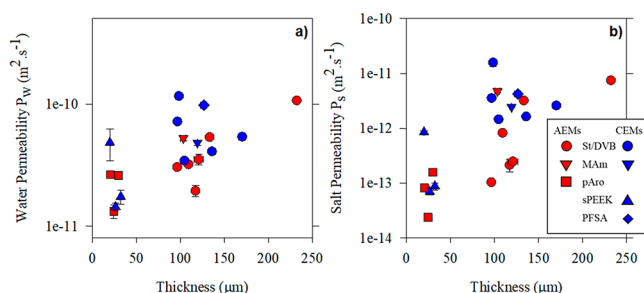 a)
Water Permeability PW (m².s-1)
1e-10
1e-11
0 50 100 150 200 250
Thickness (µm)
b)
Salt Permeability PS (m².s-1)
1e-10
1e-11
1e-12
1e-13
1e-14
0 50 100 150 200 250
Thickness (µm)
AEMs CEMs
St/DVB
MAm
pAro
sPEEK
PFSA